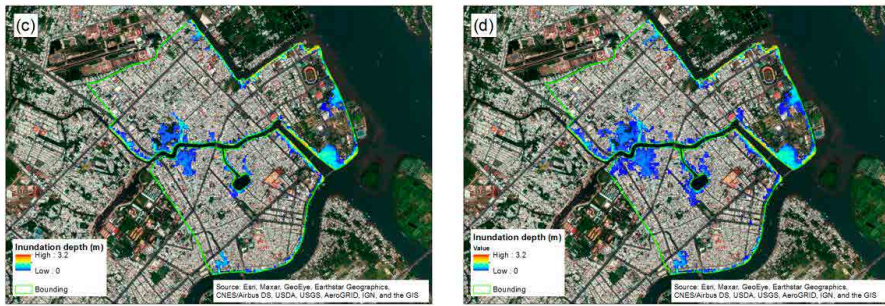 (c)
Inundation depth (m)
High : 3.2
Low : 0
Bounding
Source: Esri, Maxar, GeoEye, Earthstar Geographics,
CNES/Airbus DS, USDA, USGS, AeroGRID, IGN, and the GIS
(d)
Inundation depth (m)
Value
High : 3.2
Low : 0
Bounding
Source: Esri, Maxar, GeoEye, Earthstar Geographics,
CNES/Airbus DS, USDA, USGS, AeroGRID, IGN, and the GIS